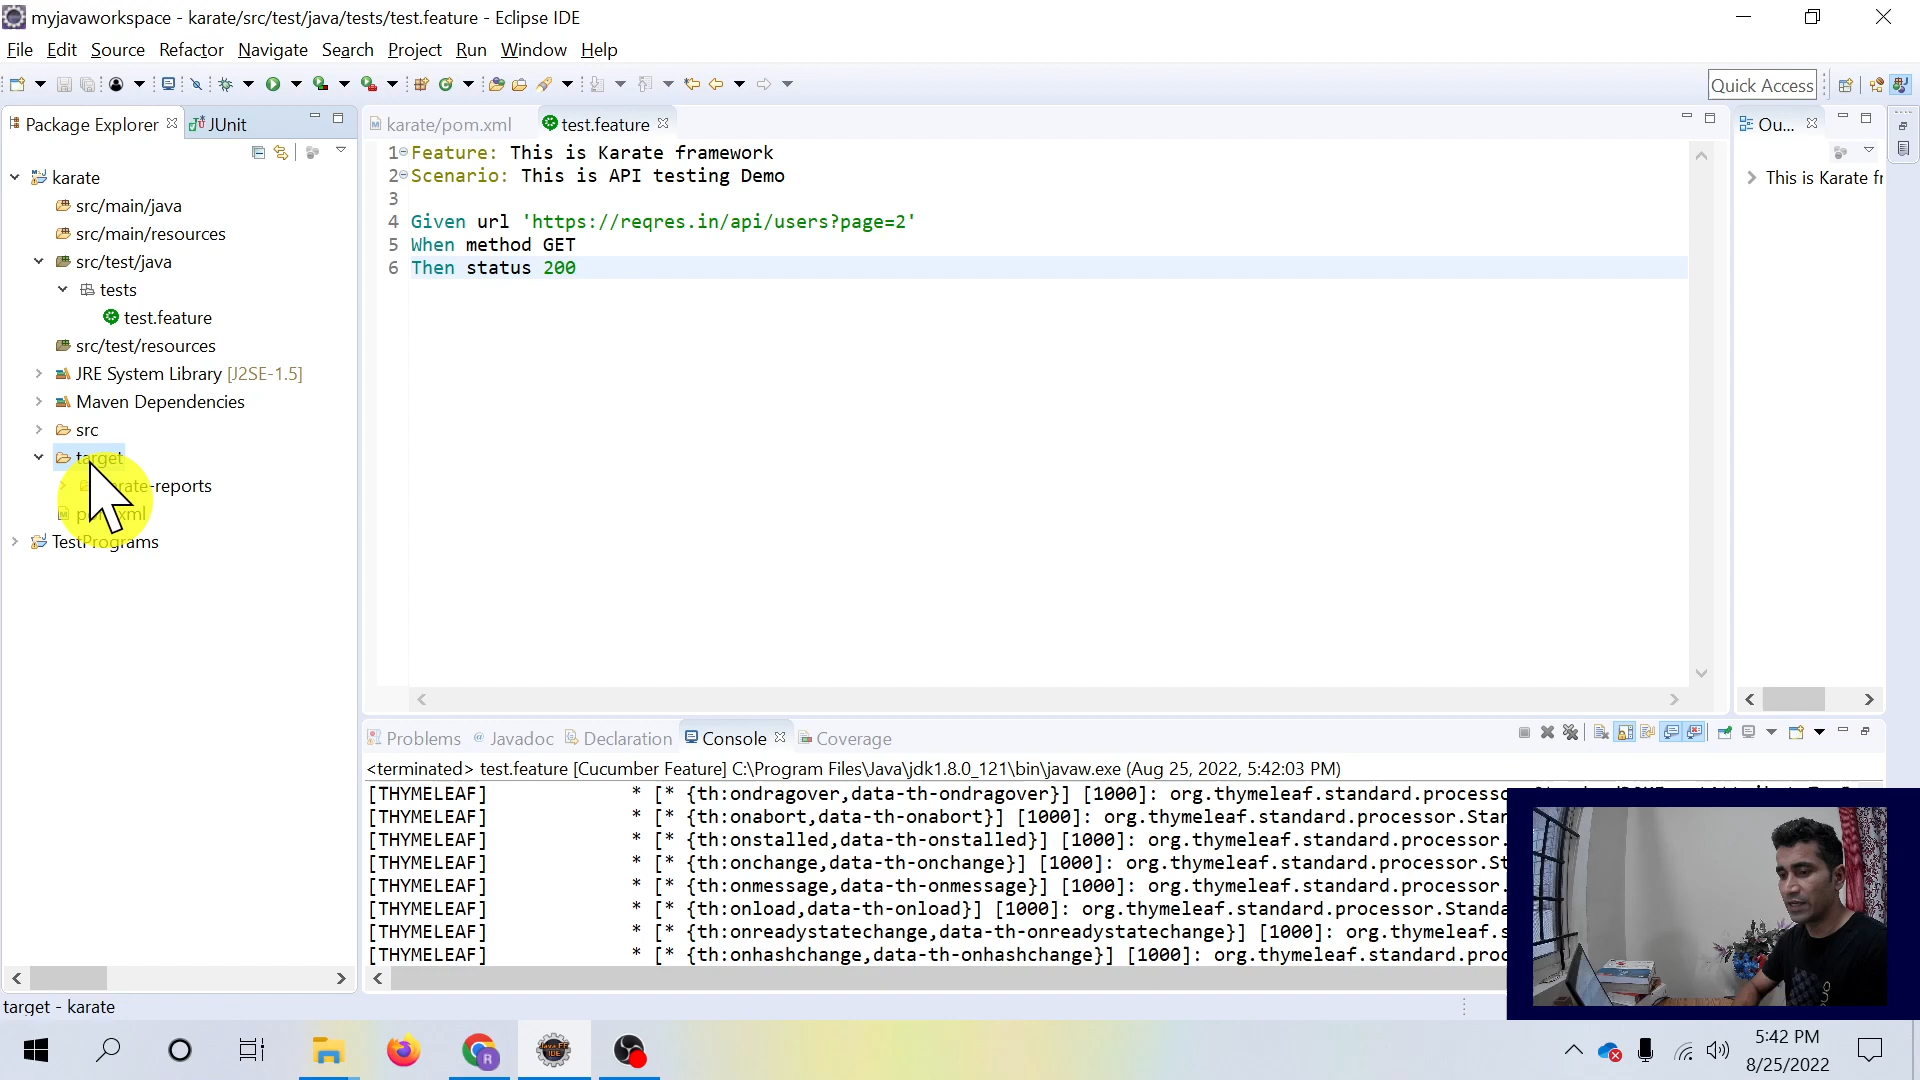 myjavaworkspace - karate/src/test/java/tests/test.feature - Eclipse IDE
File Edit Source Refactor Navigate Search Project Run Window Help
Quick Access
Package Explorer
JUnit
karate/pom.xml
test.feature
Ou...
karate
src/main/java
src/main/resources
src/test/java
tests
test.feature
src/test/resources
JRE System Library [J2SE-1.5]
Maven Dependencies
src
target
-reports
TestPrograms
1 Feature: This is Karate framework
2 Scenario: This is API testing Demo
3
4 Given url 'https://reqres.in/api/users?page=2'
5 When method GET
6 Then status 200
This is Karate fr
Problems Javadoc Declaration Console Coverage
<terminated> test.feature [Cucumber Feature] C:\Program Files\Java\jdk1.8.0_121\bin\javaw.exe (Aug 25, 2022, 5:42:03 PM)
[THYMELEAF] * [* {th:ondragover,data-th-ondragover}] [1000]: org.thymeleaf.standard.processo
[THYMELEAF] * [* {th:onabort,data-th-onabort}] [1000]: org.thymeleaf.standard.processor.Stan
[THYMELEAF] * [* {th:onstalled,data-th-onstalled}] [1000]: org.thymeleaf.standard.processor.
[THYMELEAF] * [* {th:onchange,data-th-onchange}] [1000]: org.thymeleaf.standard.processor.St
[THYMELEAF] * [* {th:onmessage,data-th-onmessage}] [1000]: org.thymeleaf.standard.processor.
[THYMELEAF] * [* {th:onload,data-th-onload}] [1000]: org.thymeleaf.standard.processor.Standa
[THYMELEAF] * [* {th:onreadystatechange,data-th-onreadystatechange}] [1000]: org.thymeleaf.s
[THYMELEAF] * [* {th:onhashchange,data-th-onhashchange}] [1000]: org.thymeleaf.standard.proc
target - karate
5:42 PM
8/25/2022